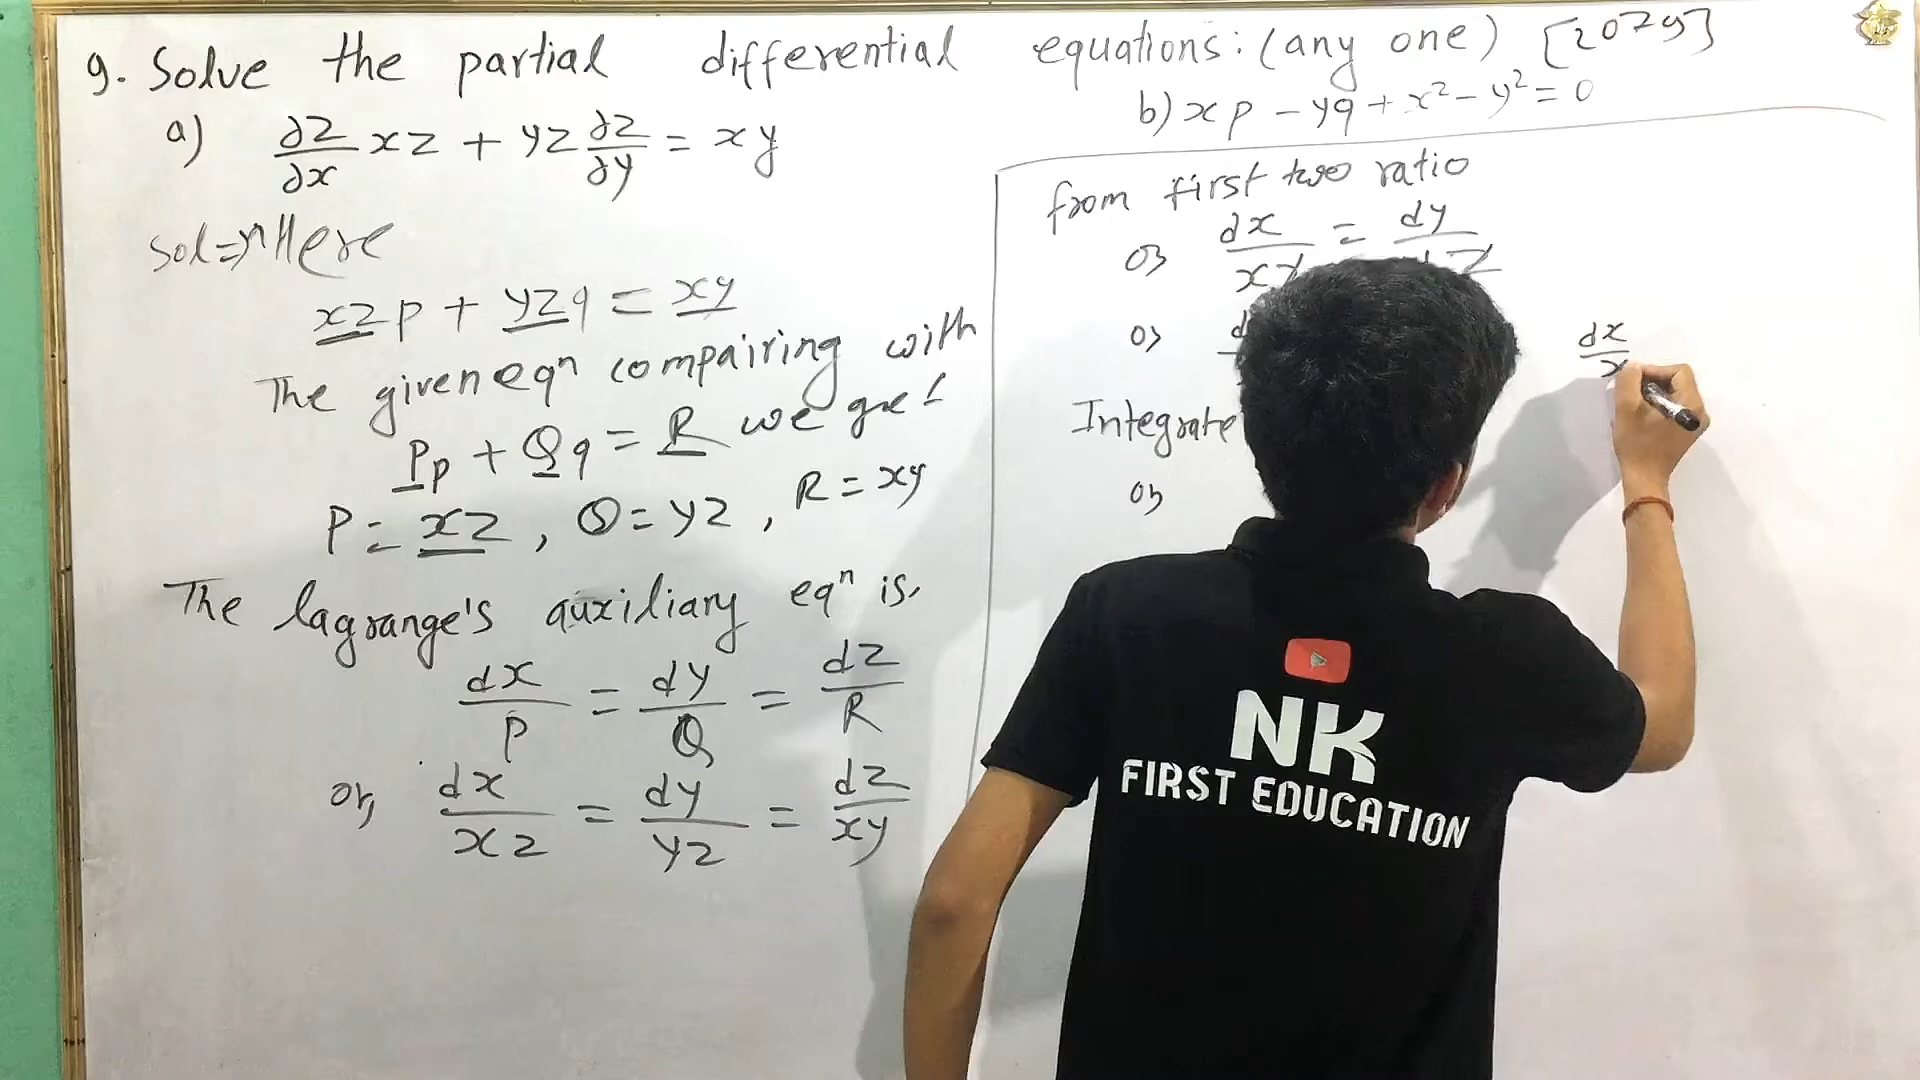 9. Solve the partial differential equations: (any one) [2079]
a) ∂z/∂x xz + yz ∂z/∂y = xy
b) xp - yq + x² - y² = 0
Solⁿ⇒ Here
xzp + yzq = xy
The given eqⁿ compairing with
Pp + Qq = R we get
P = xz, Q = yz, R = xy
The lagrange's auxiliary eqⁿ is,
dx/P = dy/Q = dz/R
or, dx/xz = dy/yz = dz/xy
from first two ratio
or dx/xz = dy/yz
or
dx/x
Integrate
or
NK
FIRST EDUCATION